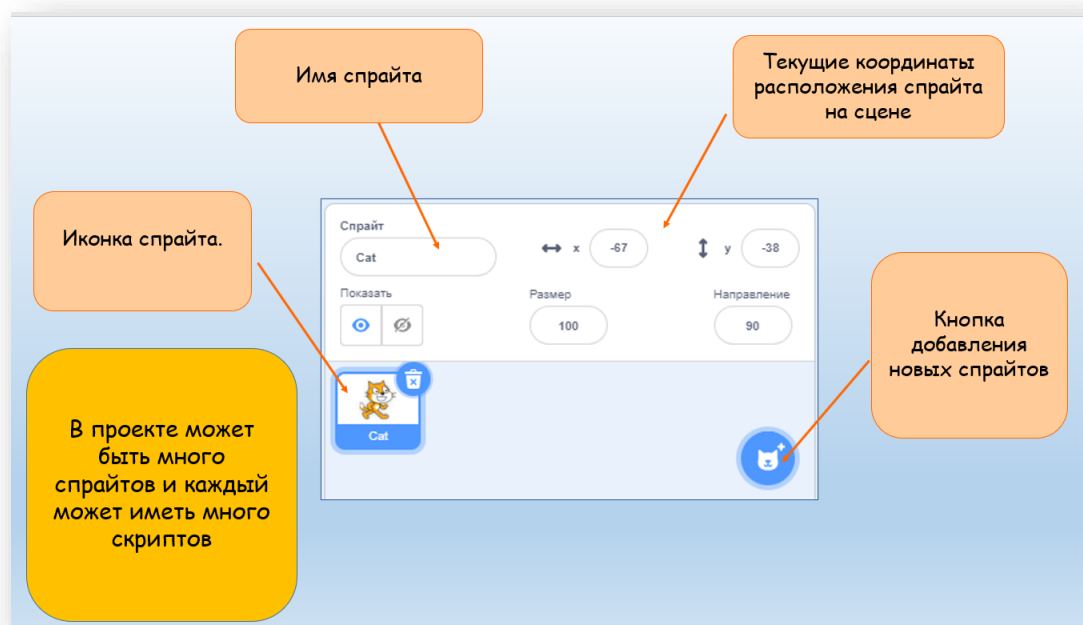 Имя спрайта
Текущие координаты
расположения спрайта
на сцене
Иконка спрайта.
Спрайт
Cat
x
-67
y
-38
Показать
Размер
100
Направление
90
Cat
Кнопка
добавления
новых спрайтов
В проекте может
быть много
спрайтов и каждый
может иметь много
скриптов